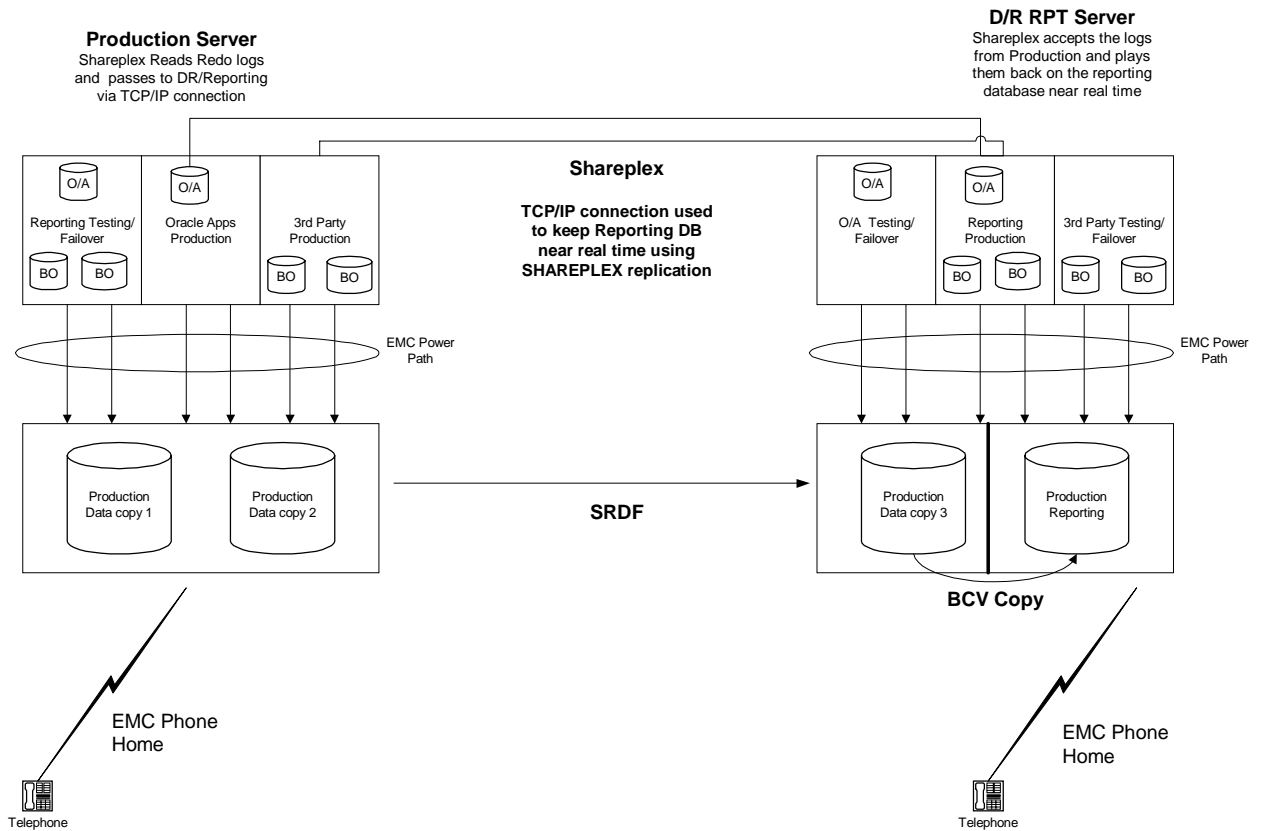 Production Server
Shareplex Reads Redo logs
and passes to DR/Reporting
via TCP/IP connection
D/R RPT Server
Shareplex accepts the logs
from Production and plays
them back on the reporting
database near real time
O/A
Reporting Testing/
Failover
BO
BO
O/A
Oracle Apps
Production
3rd Party
Production
BO
BO
Shareplex
TCP/IP connection used
to keep Reporting DB
near real time using
SHAREPLEX replication
O/A
O/A Testing/
Failover
O/A
Reporting
Production
BO
BO
3rd Party Testing/
Failover
BO
BO
EMC Power
Path
EMC Power
Path
Production
Data copy 1
Production
Data copy 2
SRDF
Production
Data copy 3
Production
Reporting
BCV Copy
EMC Phone
Home
Telephone
EMC Phone
Home
Telephone